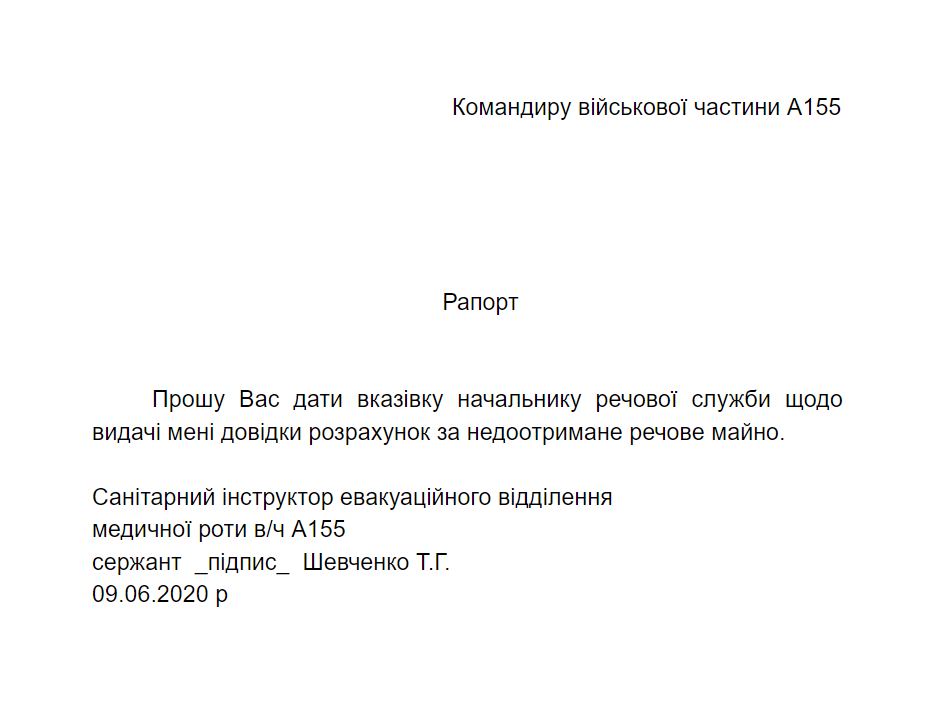 Командиру військової частини А155
Рапорт
Прошу Вас дати вказівку начальнику речової служби щодо
видачі мені довідки розрахунок за недоотримане речове майно.
Санітарний інструктор евакуаційного відділення
медичної роти в/ч А155
сержант _підпис_ Шевченко Т.Г.
09.06.2020 р